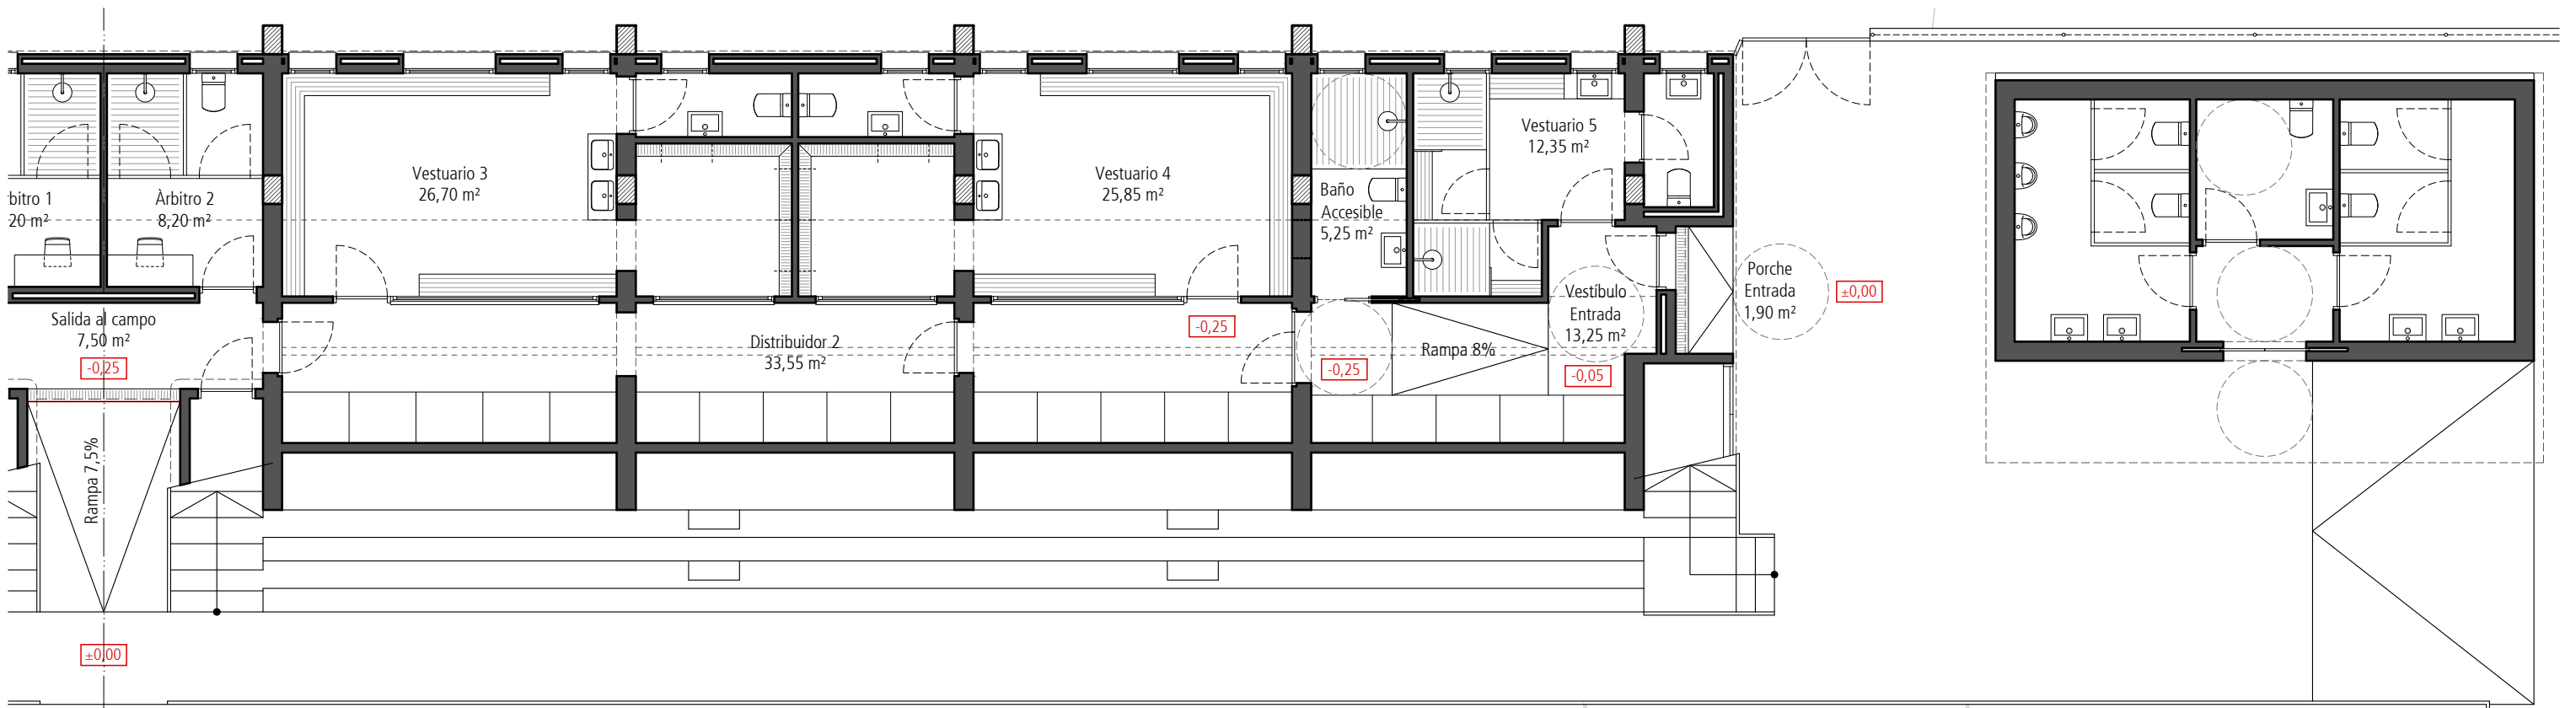 Vestuario 5
12,35 m²
Vestuario 3
26,70 m²
Vestuario 4
25,85 m²
Baño
Accesible
5,25 m²
rbitro 1
20 m²
Àrbitro 2
8,20 m²
Porche
Entrada
1,90 m²
±0,00
Vestíbulo
Entrada
13,25 m²
Salida al campo
7,50 m²
-0,25
-0,25
Distribuidor 2
33,55 m²
Rampa 8%
-0,25
-0,05
Rampa 7,5%
±0,00